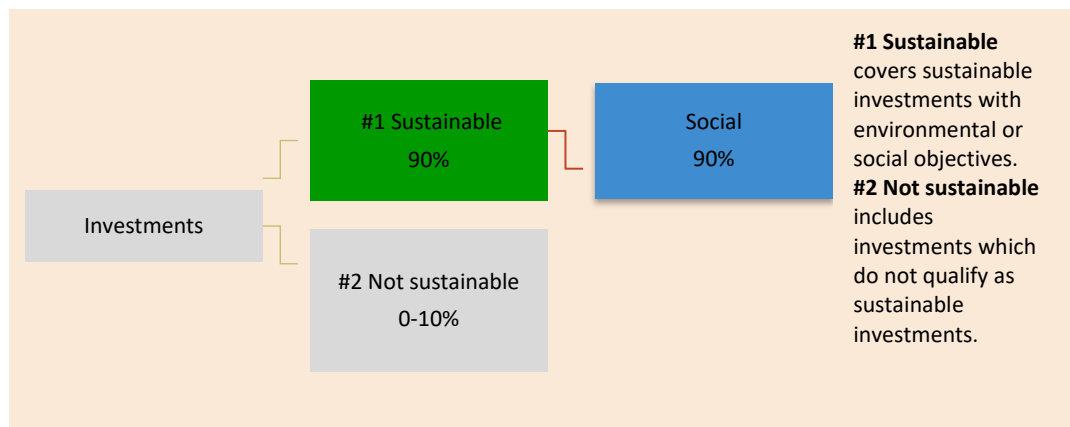 #1 Sustainable
90%
Social
90%
Investments
#2 Not sustainable
0-10%
#1 Sustainable
covers sustainable
investments with
environmental or
social objectives.
#2 Not sustainable
includes
investments which
do not qualify as
sustainable
investments.